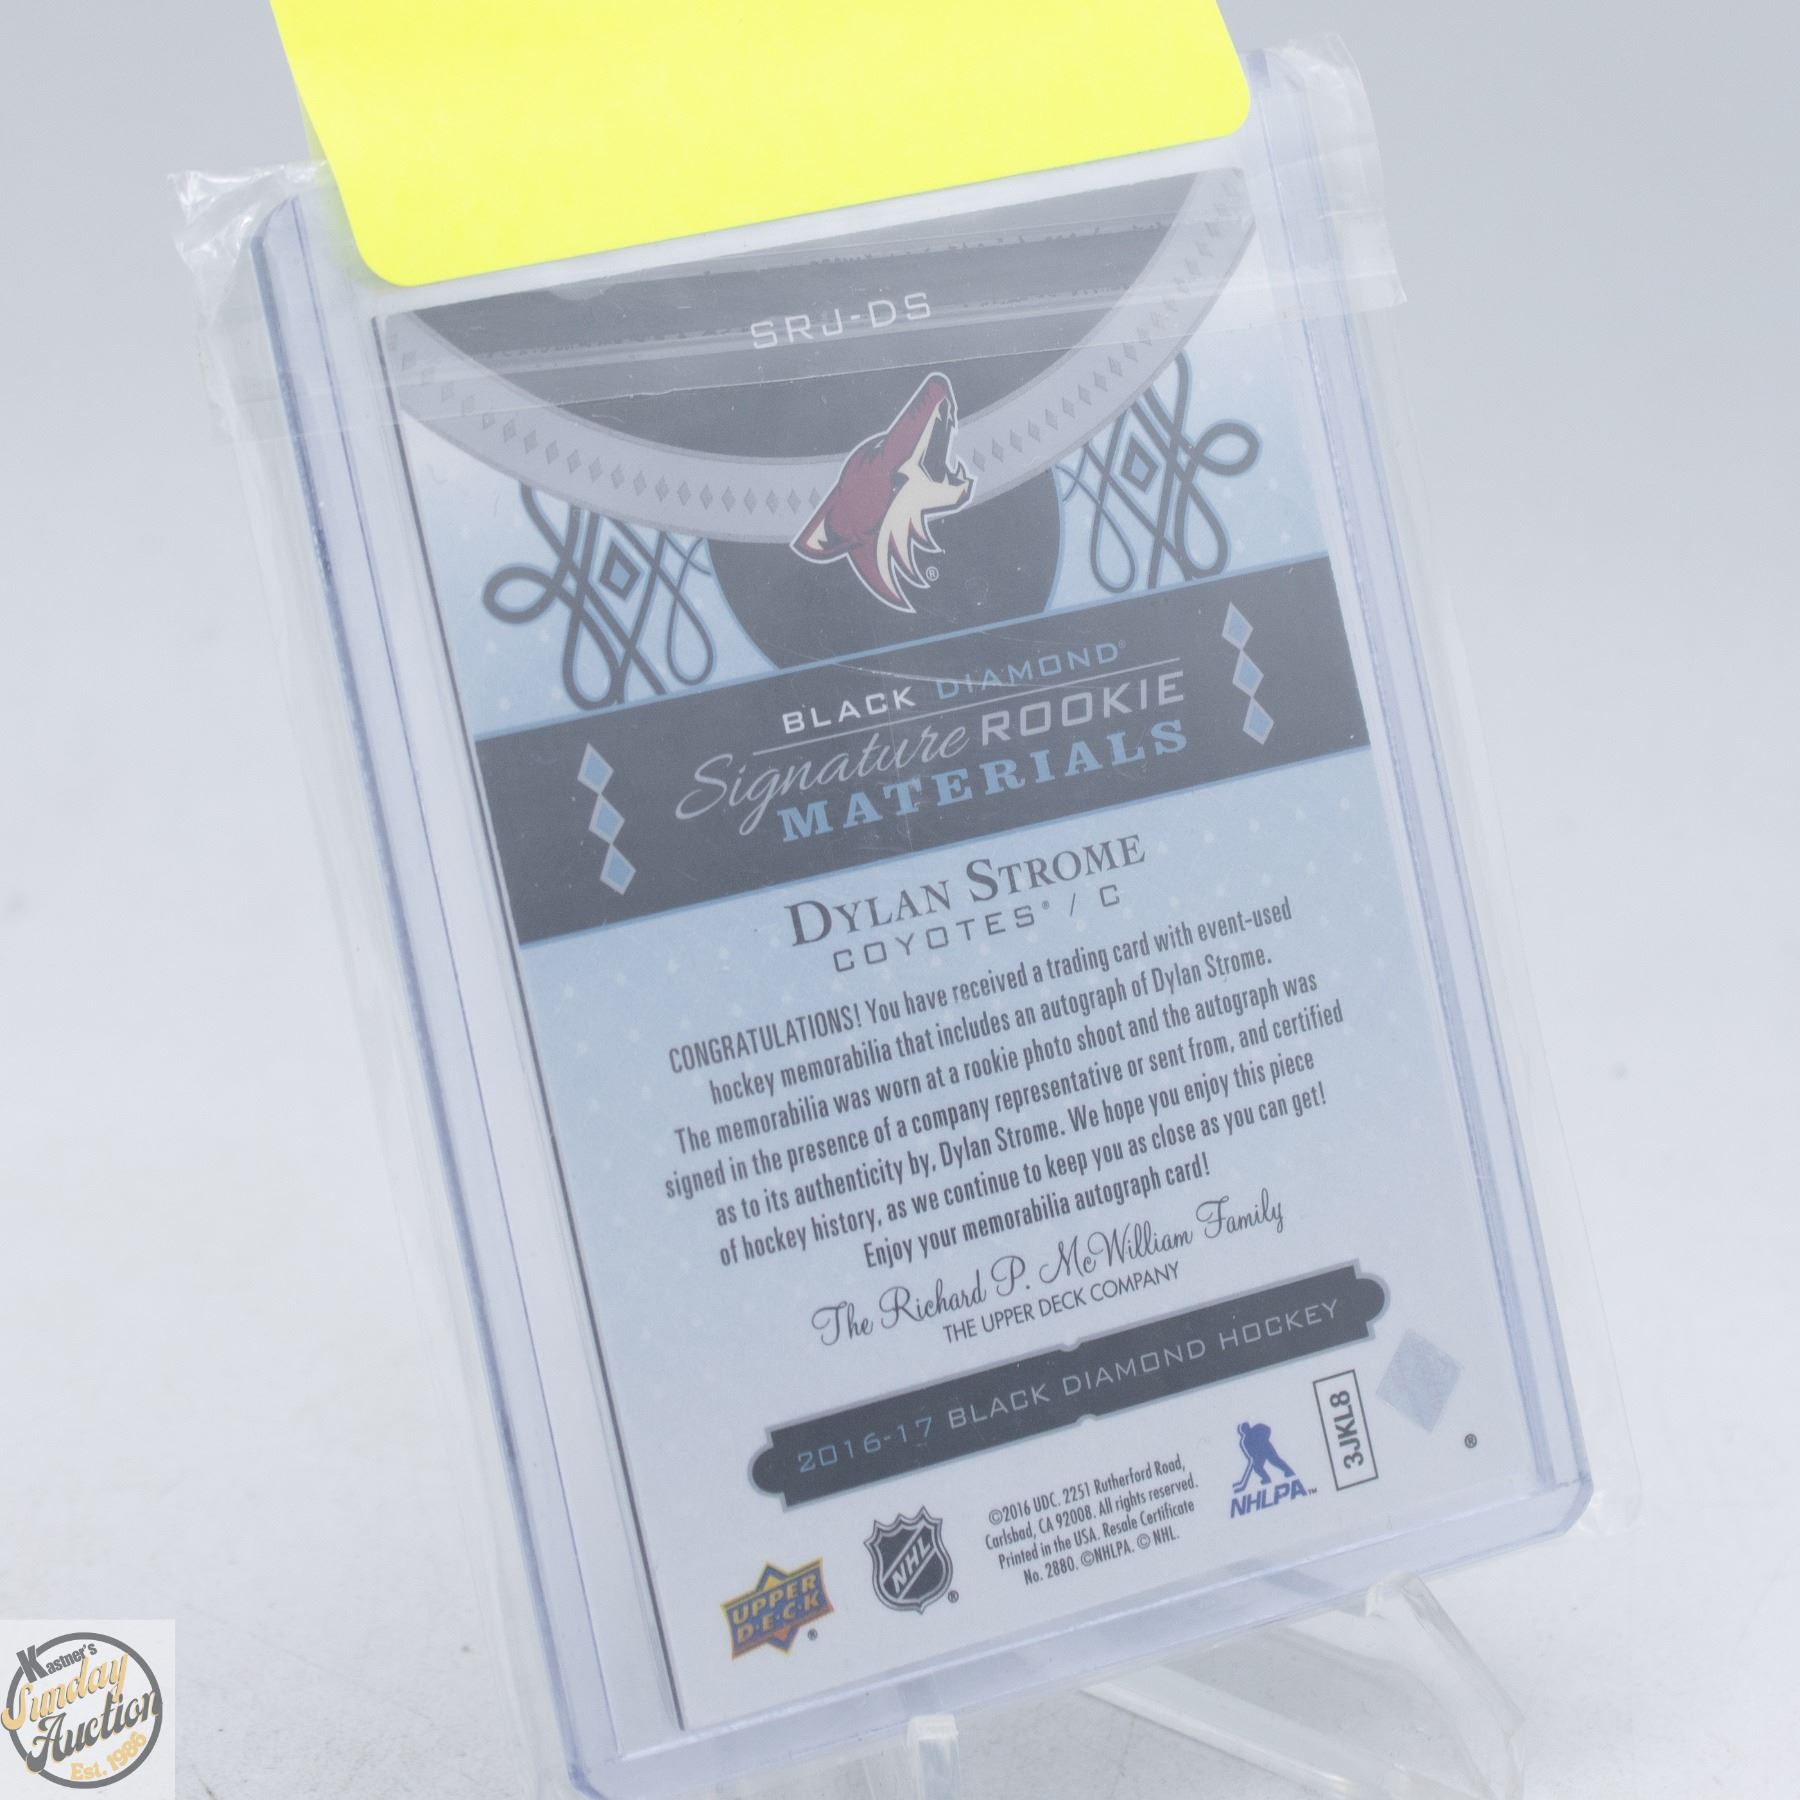 SRJ-DS
®
BLACK DIAMOND®
Signature ROOKIE
MATERIALS
DYLAN STROME
COYOTES® / C
CONGRATULATIONS! You have received a trading card with event-used
hockey memorabilia that includes an autograph of Dylan Strome.
The memorabilia was worn at a rookie photo shoot and the autograph was
signed in the presence of a company representative or sent from, and certified
as to its authenticity by, Dylan Strome. We hope you enjoy this piece
of hockey history, as we continue to keep you as close as you can get!
Enjoy your memorabilia autograph card!
The Richard P. McWilliam Family
THE UPPER DECK COMPANY
2016-17 BLACK DIAMOND HOCKEY
UPPER
D·E·C·K
®
NHL
®
©2016 UDC. 2251 Rutherford Road,
Carlsbad, CA 92008. All rights reserved.
Printed in the USA. Resale Certificate
No. 2880. ©NHLPA. © NHL.
NHLPA™
3JKL8
®
Kastner's
Sunday
Auction
Est. 1986